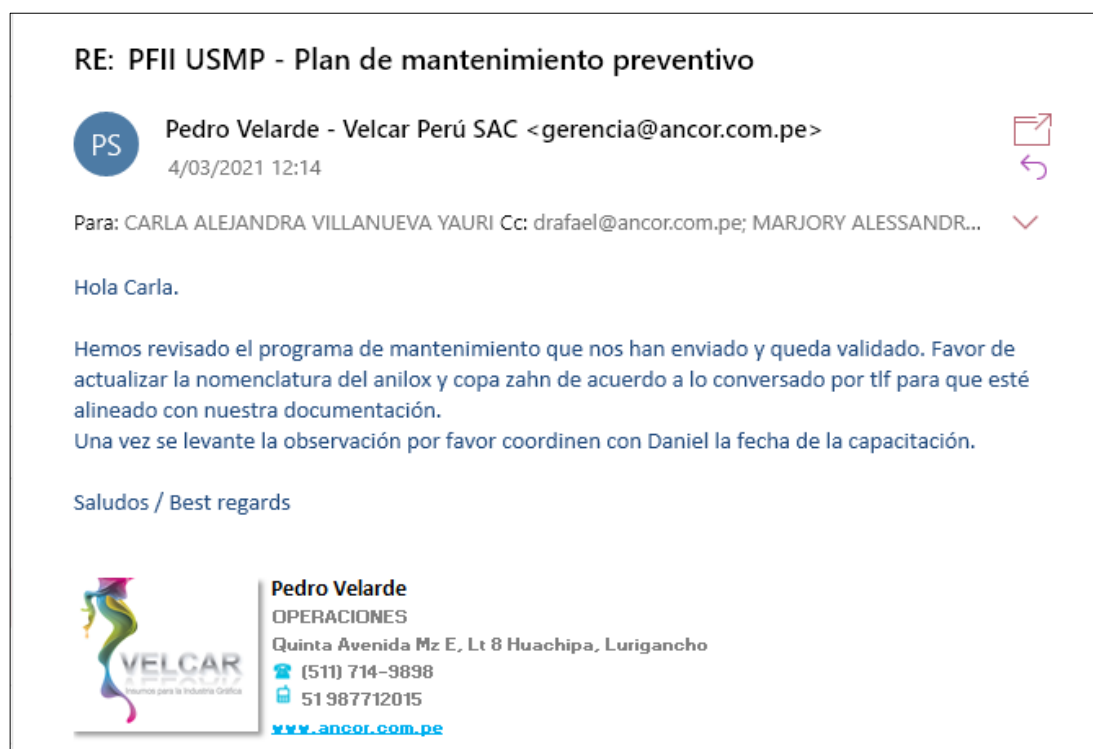 RE: PFII USMP - Plan de mantenimiento preventivo
PS
Pedro Velarde - Velcar Perú SAC <gerencia@ancor.com.pe>
4/03/2021 12:14
Para: CARLA ALEJANDRA VILLANUEVA YAURI Cc: drafael@ancor.com.pe; MARJORY ALESSANDR...
Hola Carla.
Hemos revisado el programa de mantenimiento que nos han enviado y queda validado. Favor de
actualizar la nomenclatura del anilox y copa zahn de acuerdo a lo conversado por tlf para que esté
alineado con nuestra documentación.
Una vez se levante la observación por favor coordinen con Daniel la fecha de la capacitación.
Saludos / Best regards
VELCAR
Insumos para la Industria Gráfica
Pedro Velarde
OPERACIONES
Quinta Avenida Mz E, Lt 8 Huachipa, Lurigancho
(511) 714-9898
51 987712015
www.ancor.com.pe